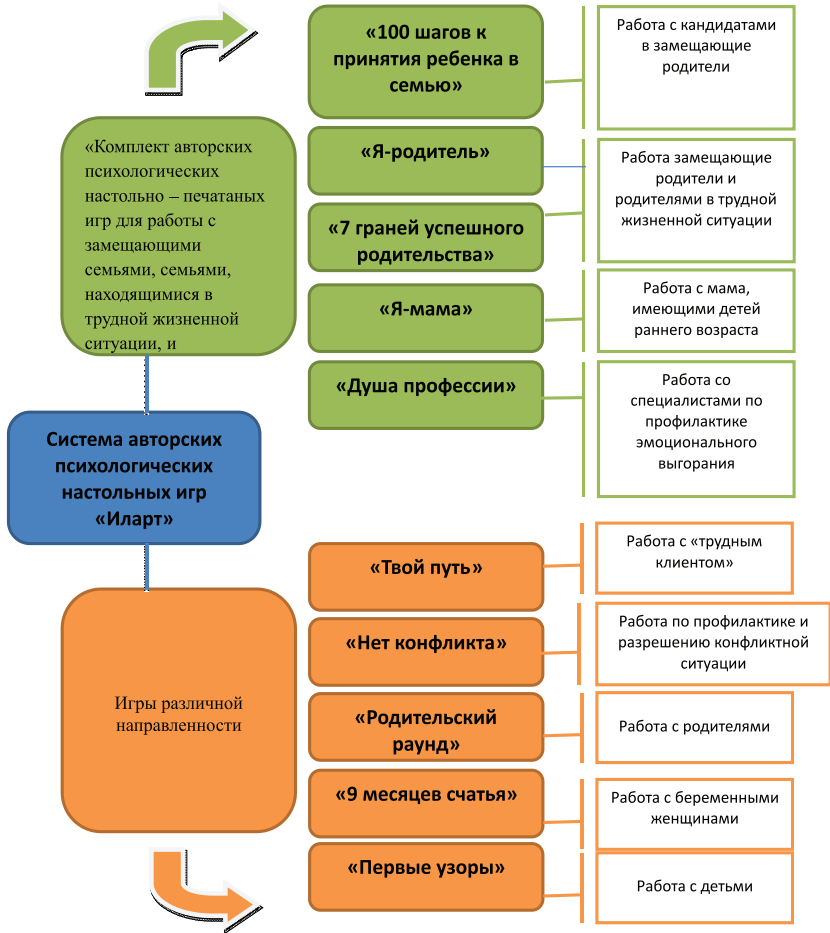 «100 шагов к
принятия ребенка в
семью»
Работа с кандидатами
в замещающие
родители
«Комплект авторских
психологических
настольно – печатаных
игр для работы с
замещающими
семьями, семьями,
находящимися в
трудной жизненной
ситуации, и
«Я-родитель»
«7 граней успешного
родительства»
Работа замещающие
родители и
родителями в трудной
жизненной ситуации
«Я-мама»
Работа с мама,
имеющими детей
раннего возраста
«Душа профессии»
Работа со
специалистами по
профилактике
эмоционального
выгорания
Система авторских
психологических
настольных игр
«Иларт»
«Твой путь»
Работа с «трудным
клиентом»
«Нет конфликта»
Работа по профилактике и
разрешению конфликтной
ситуации
Игры различной
направленности
«Родительский
раунд»
Работа с родителями
«9 месяцев счатья»
Работа с беременными
женщинами
«Первые узоры»
Работа с детьми